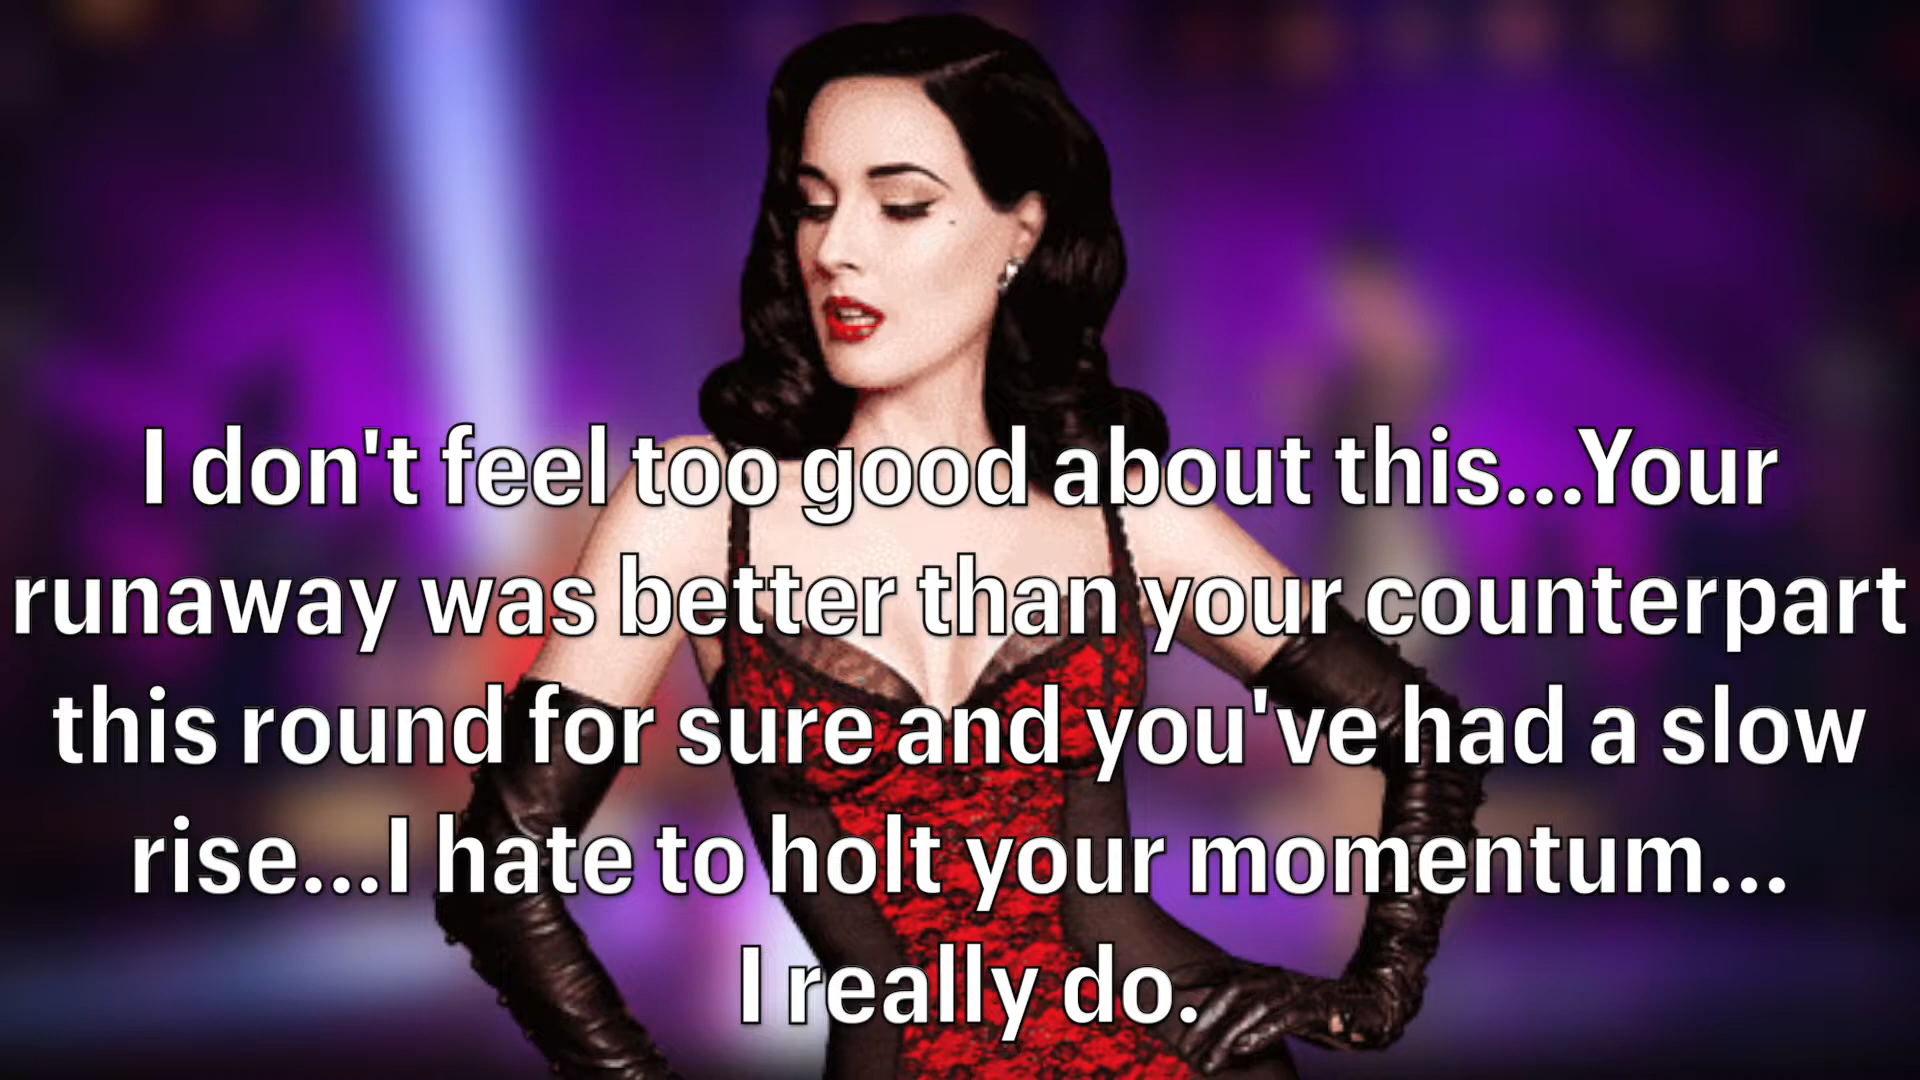 I don't feel too good about this...Your
runaway was better than your counterpart
this round for sure and you've had a slow
rise...I hate to holt your momentum...
I really do.